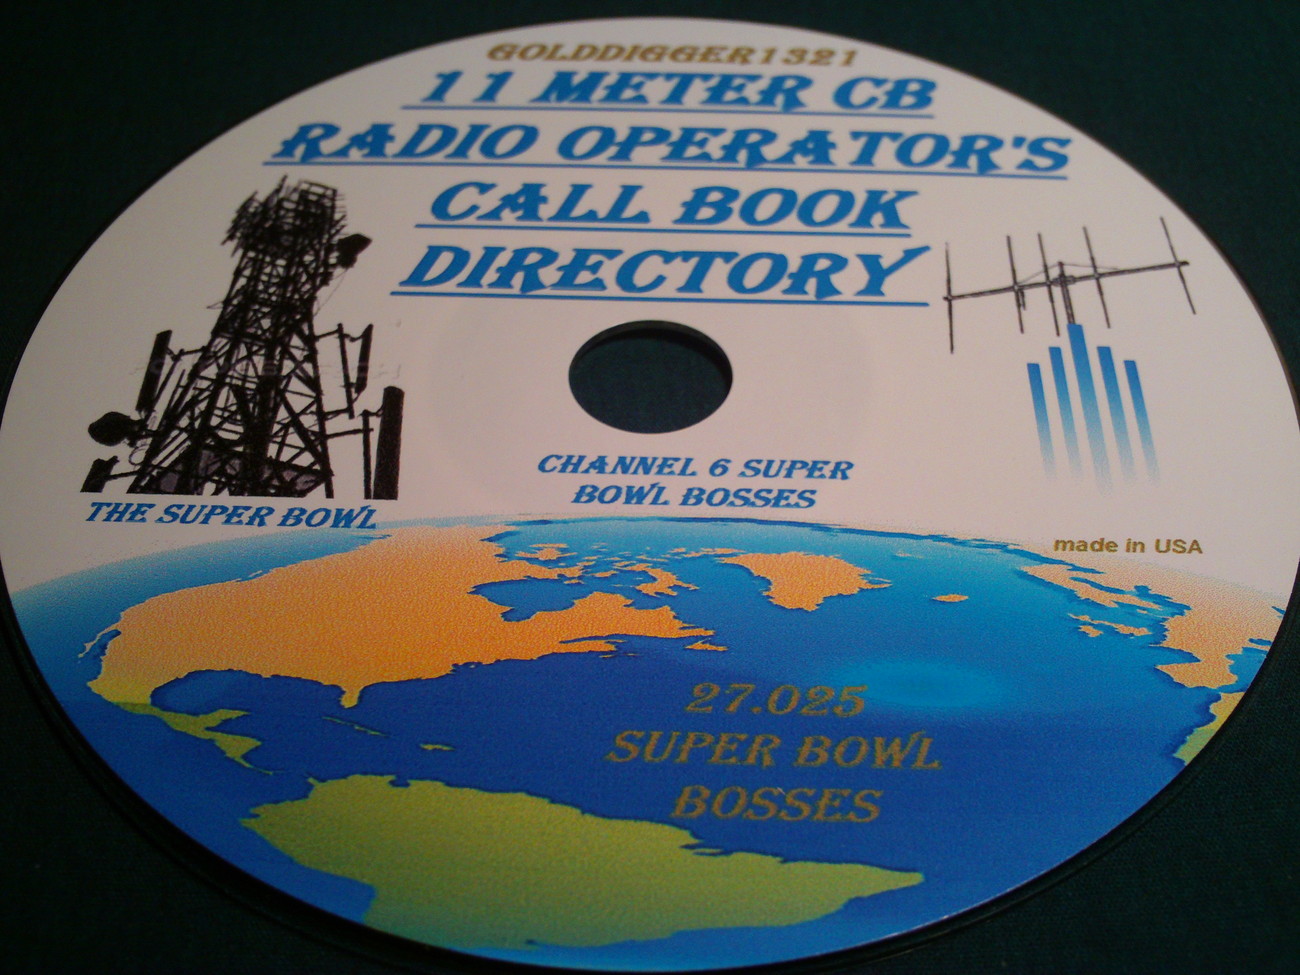 GOLDDIGGER1321
11 METER CB
RADIO OPERATOR'S
CALL BOOK
DIRECTORY
CHANNEL 6 SUPER
BOWL BOSSES
THE SUPER BOWL
made in USA
27.025
SUPER BOWL
BOSSES